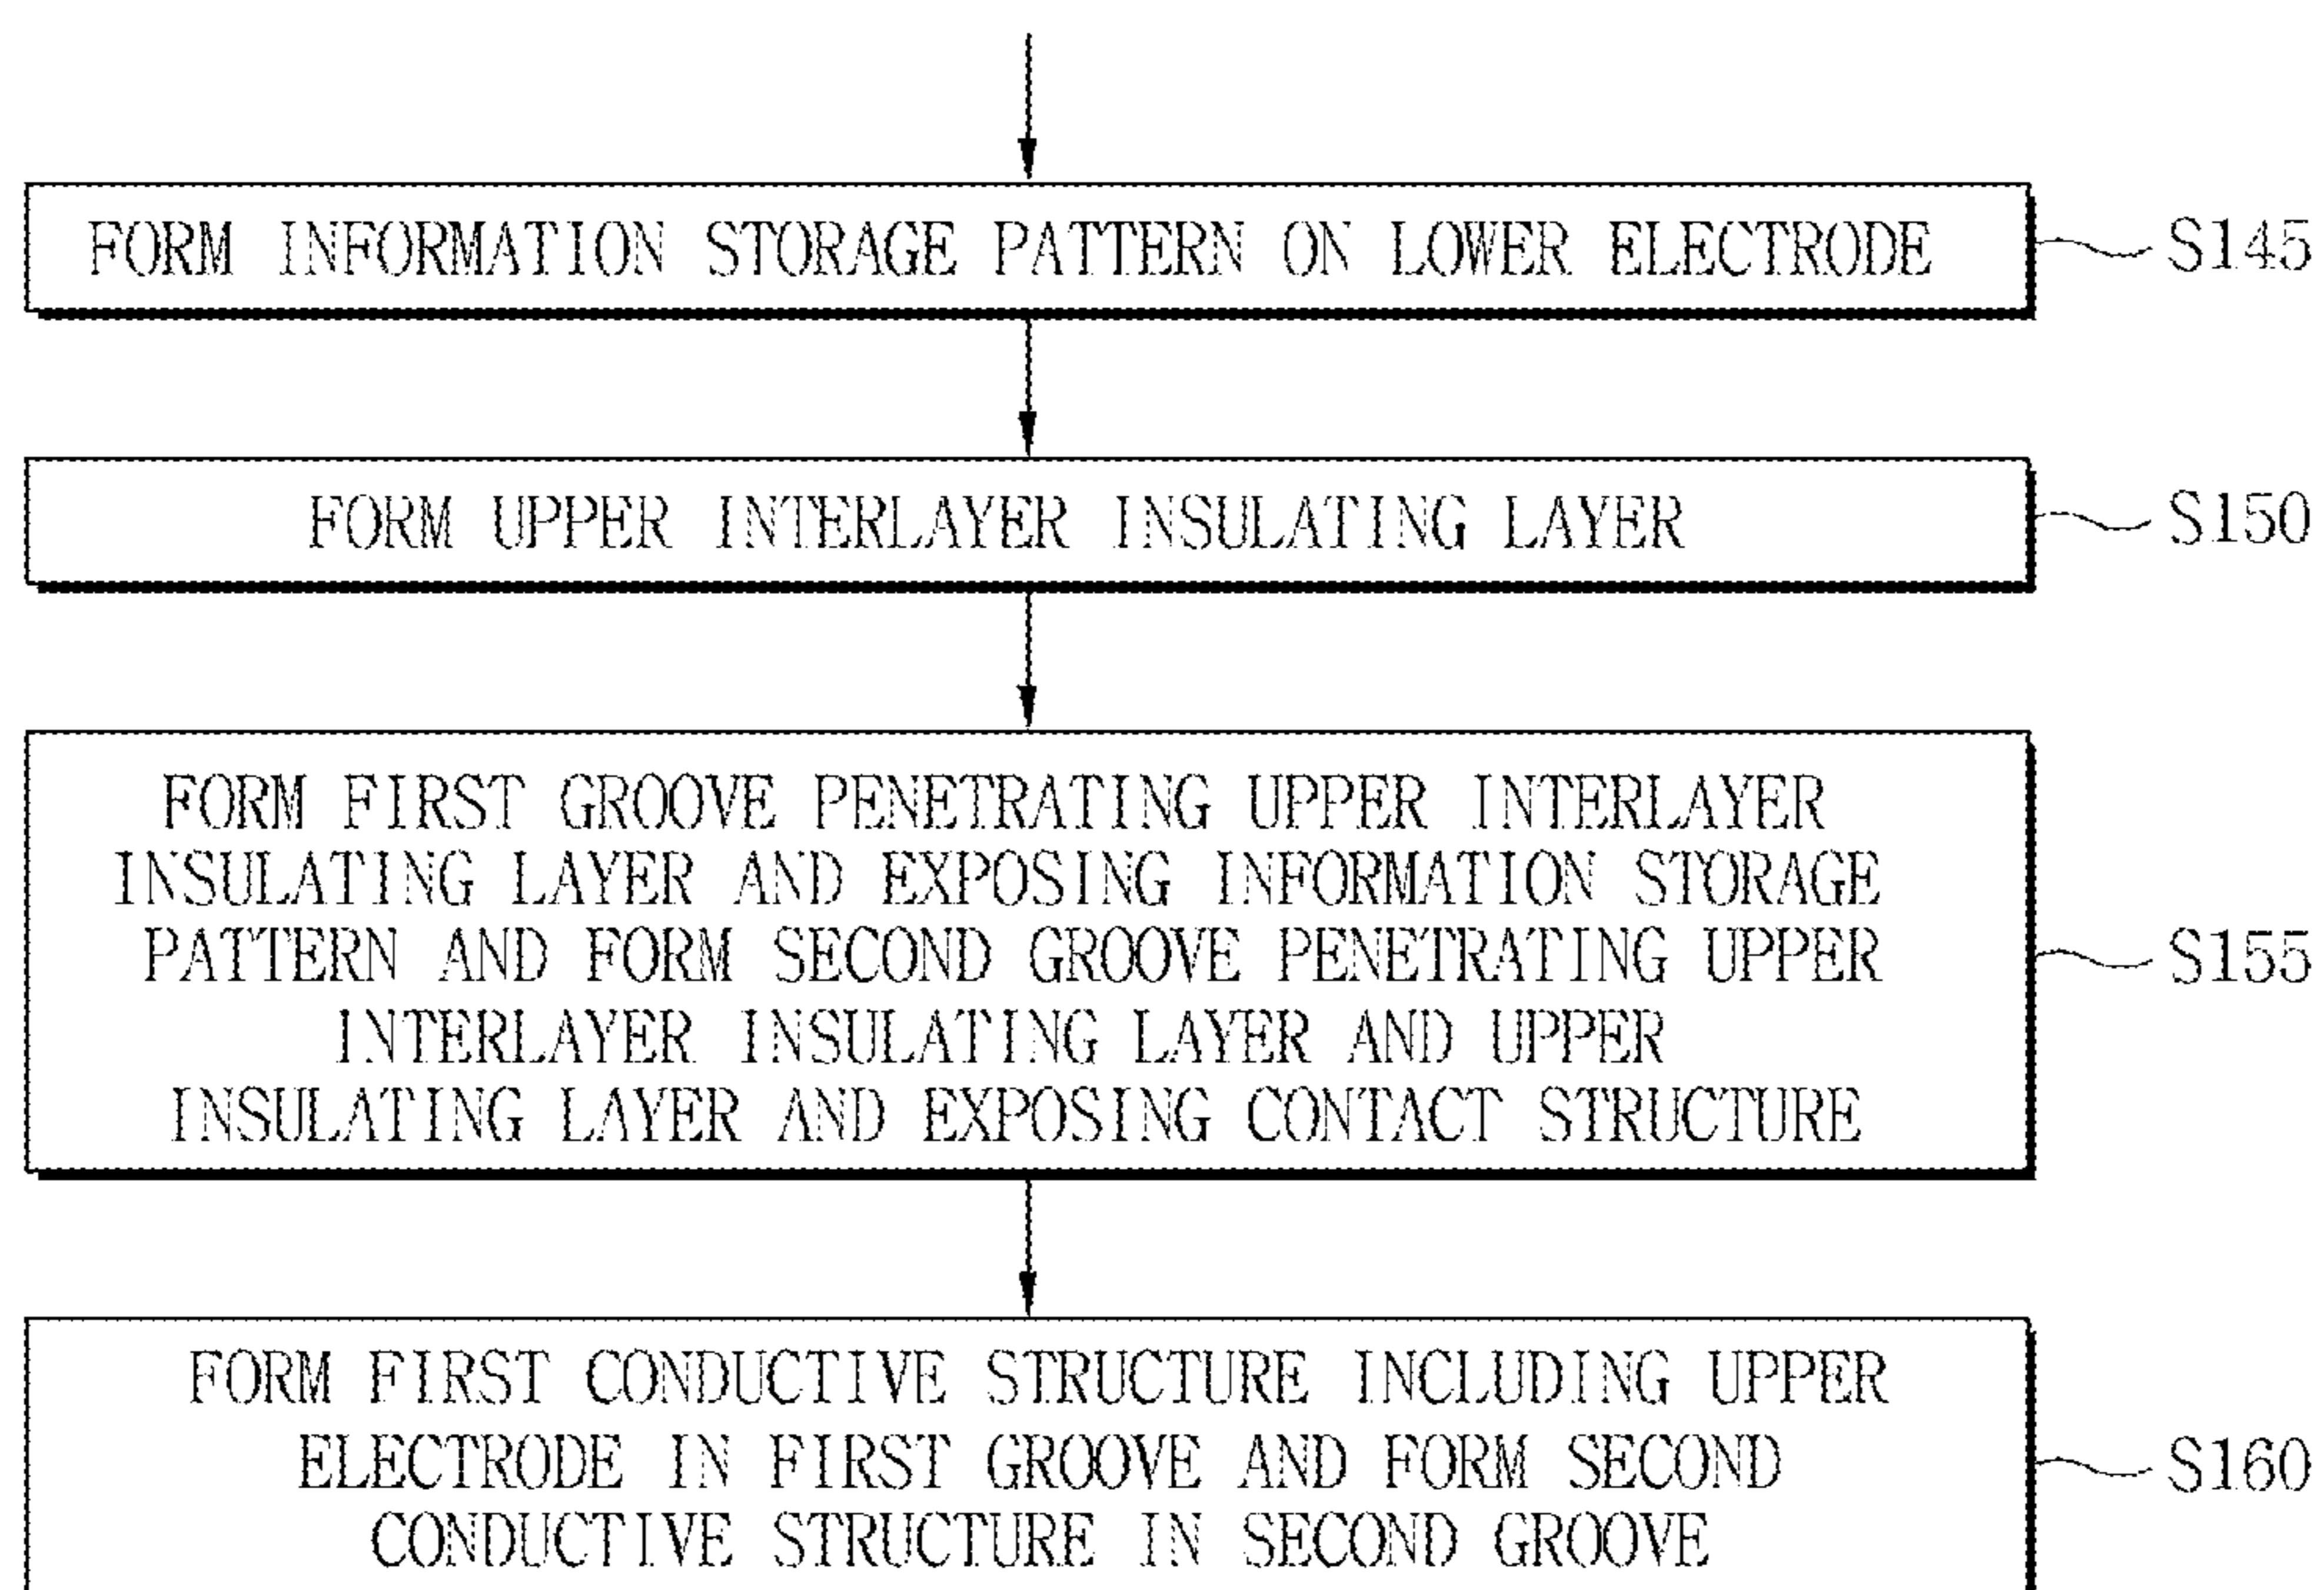 FORM INFORMATION STORAGE PATTERN ON LOWER ELECTRODE
S145
FORM UPPER INTERLAYER INSULATING LAYER
S150
FORM FIRST GROOVE PENETRATING UPPER INTERLAYER
INSULATING LAYER AND EXPOSING INFORMATION STORAGE
PATTERN AND FORM SECOND GROOVE PENETRATING UPPER
INTERLAYER INSULATING LAYER AND UPPER
INSULATING LAYER AND EXPOSING CONTACT STRUCTURE
S155
FORM FIRST CONDUCTIVE STRUCTURE INCLUDING UPPER
ELECTRODE IN FIRST GROOVE AND FORM SECOND
CONDUCTIVE STRUCTURE IN SECOND GROOVE
S160